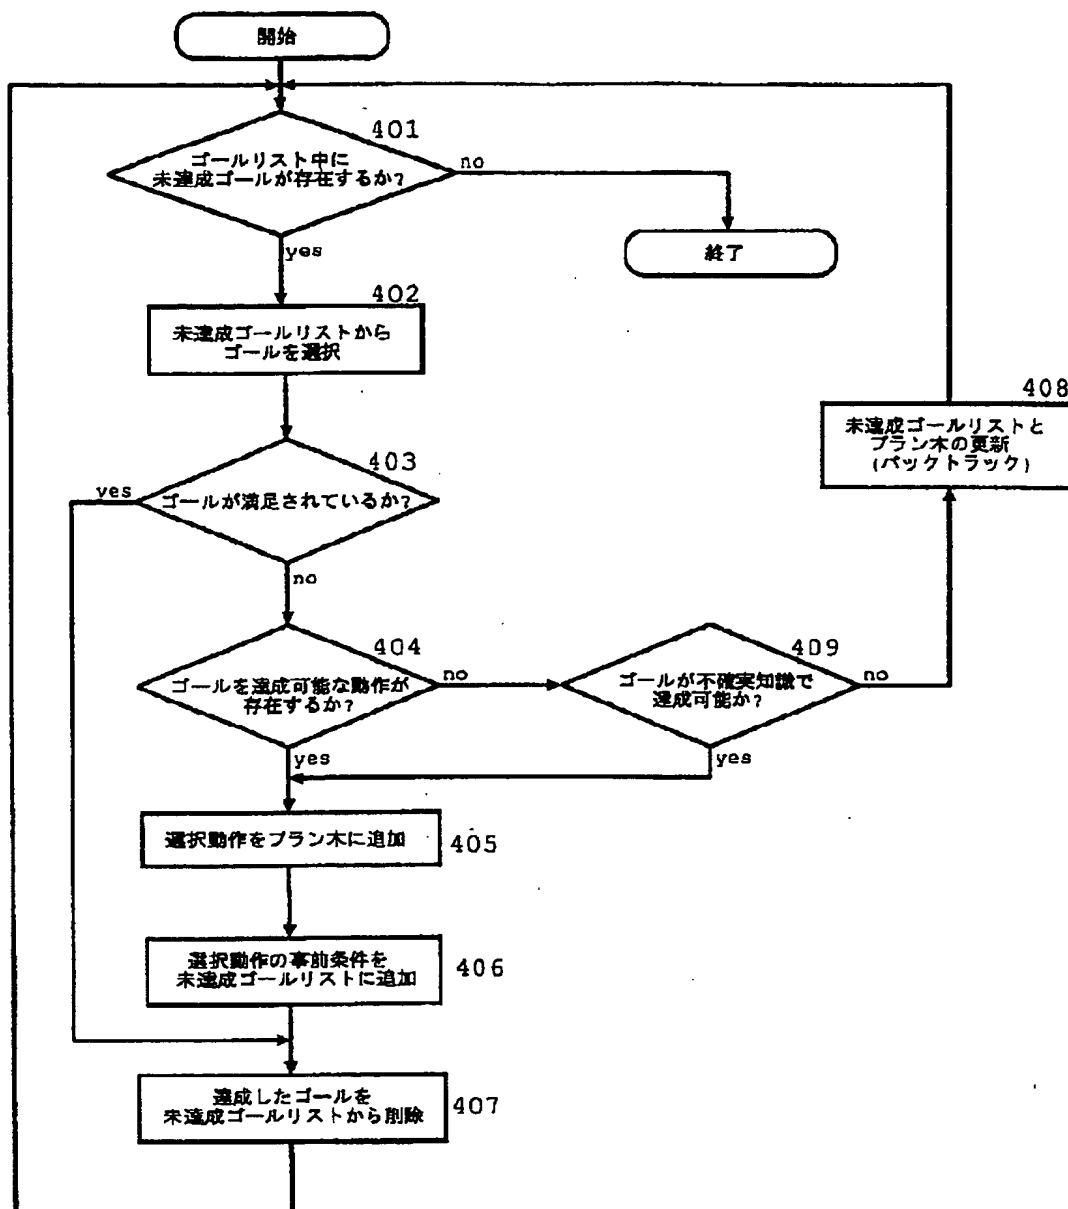 開始
401
ゴールリスト中に
未達成ゴールが存在するか?
no
yes
終了
402
未達成ゴールリストから
ゴールを選択
408
未達成ゴールリストと
プラン木の更新
(バックトラック)
403
yes
ゴールが満足されているか?
no
404
ゴールを達成可能な動作が
存在するか?
no
409
ゴールが不確実知識で
達成可能か?
no
yes
yes
選択動作をプラン木に追加
405
選択動作の事前条件を
未達成ゴールリストに追加
406
達成したゴールを
未達成ゴールリストから削除
407